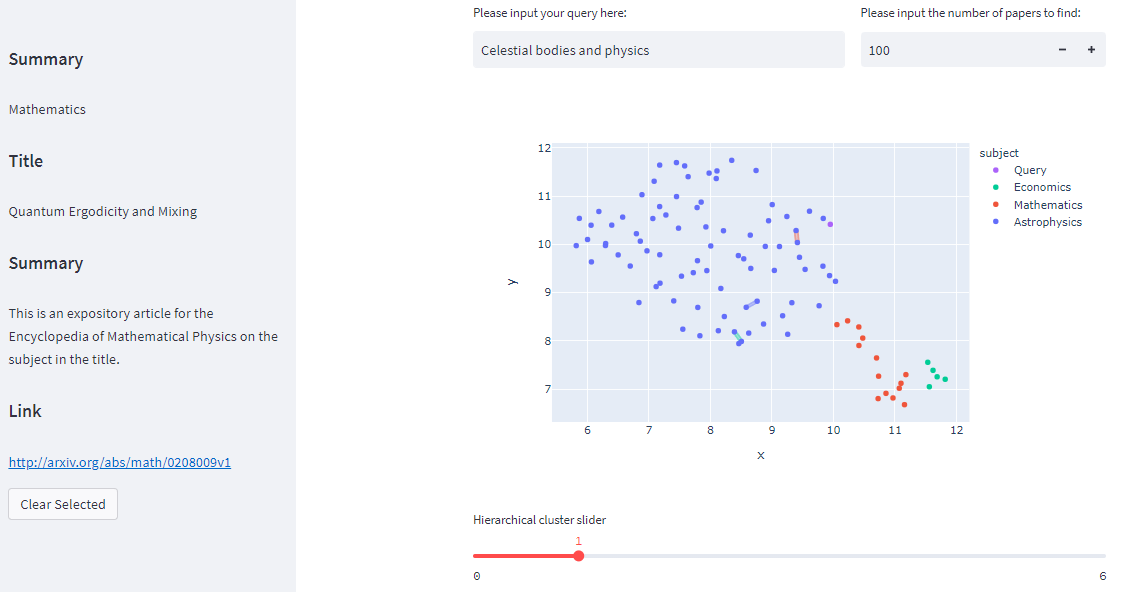 Summary
Mathematics
Title
Quantum Ergodicity and Mixing
Summary
This is an expository article for the
Encyclopedia of Mathematical Physics on the
subject in the title.
Link
http://arxiv.org/abs/math/0208009v1
Clear Selected
Please input your query here:
Celestial bodies and physics
Please input the number of papers to find:
100 − +
12
11
10
9
8
7
y
6 7 8 9 10 11 12
x
subject
Query
Economics
Mathematics
Astrophysics
Hierarchical cluster slider
1
0 6